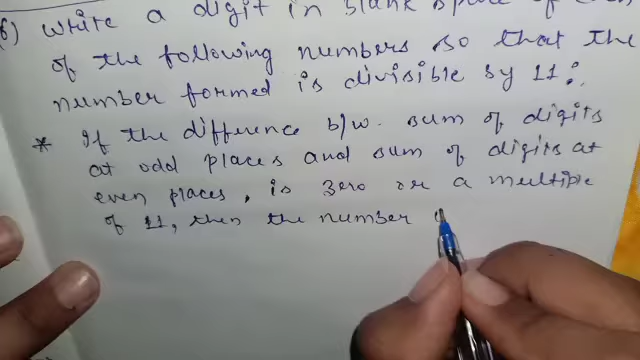 6) Write a digit in blank space of each
of the following numbers so that the
number formed is divisible by 11:
* If the difference b/w. sum of digits
at odd places and sum of digits at
even places, is zero or a multiple
of 11, then the number